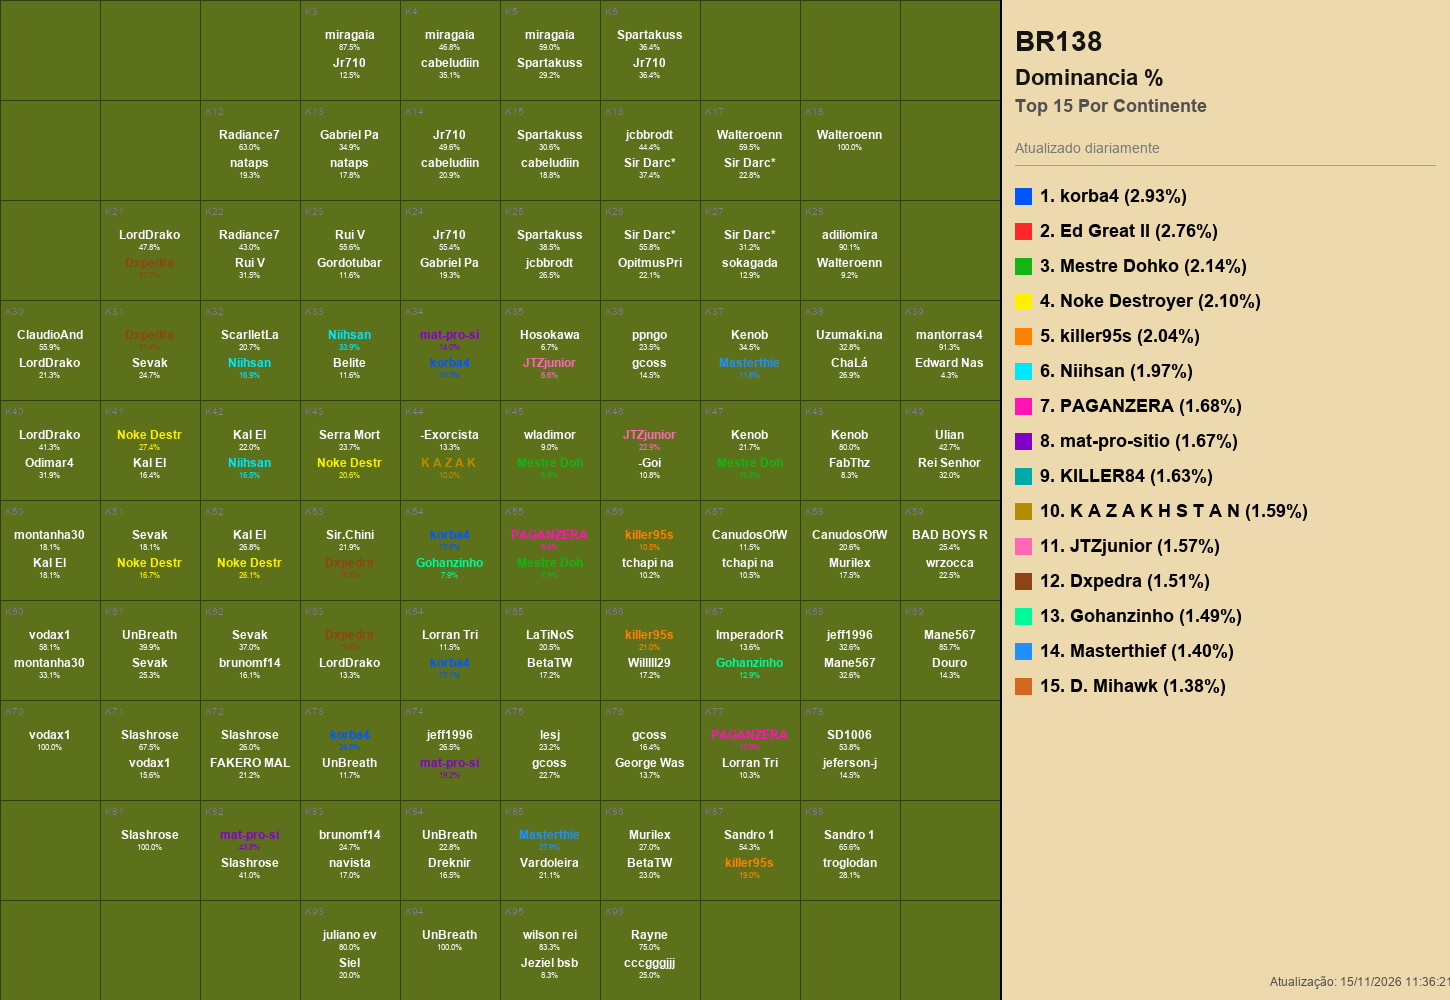 K3
miragaia
87.5%
Jr710
12.5%
K4
miragaia
46.8%
cabeludiin
35.1%
K5
miragaia
59.0%
Spartakuss
29.2%
K6
Spartakuss
36.4%
Jr710
36.4%
K12
Radiance7
63.0%
nataps
19.3%
K13
Gabriel Pa
34.9%
nataps
17.8%
K14
Jr710
49.6%
cabeludiin
20.9%
K15
Spartakuss
30.6%
cabeludiin
18.8%
K16
jcbbrodt
44.4%
Sir Darc*
37.4%
K17
Walteroenn
59.5%
Sir Darc*
22.8%
K18
Walteroenn
100.0%
K21
LordDrako
47.8%
Dxpedra
K22
Radiance7
43.0%
Rui V
31.5%
K23
Rui V
55.6%
Gordotubar
11.6%
K24
Jr710
55.4%
Gabriel Pa
19.3%
K25
Spartakuss
38.5%
jcbbrodt
26.5%
K26
Sir Darc*
55.8%
OpitmusPri
22.1%
K27
Sir Darc*
31.2%
sokagada
12.9%
K28
adiliomira
90.1%
Walteroenn
9.2%
K30
ClaudioAnd
55.9%
LordDrako
21.3%
K31
Dxpedra
Sevak
24.7%
K32
ScarlletLa
20.7%
Niihsan
16.9%
K33
Niihsan
33.9%
Belite
11.6%
K34
mat-pro-si
korba4
K35
Hosokawa
6.7%
JTZjunior
6.6%
K36
ppngo
23.5%
gcoss
14.5%
K37
Kenob
34.5%
Masterthie
K38
Uzumaki.na
32.8%
ChaLá
26.9%
K39
mantorras4
91.3%
Edward Nas
4.3%
K40
LordDrako
41.3%
Odimar4
31.9%
K41
Noke Destr
27.4%
Kal El
16.4%
K42
Kal El
22.0%
Niihsan
16.5%
K43
Serra Mort
23.7%
Noke Destr
20.6%
K44
-Exorcista
13.3%
K A Z A K
10.0%
K45
wladimor
9.0%
Mestre Doh
K46
JTZjunior
22.9%
-Goi
10.8%
K47
Kenob
21.7%
Mestre Doh
K48
Kenob
80.0%
FabThz
8.3%
K49
Ulian
42.7%
Rei Senhor
32.0%
K50
montanha30
18.1%
Kal El
18.1%
K51
Sevak
18.1%
Noke Destr
16.7%
K52
Kal El
26.8%
Noke Destr
26.1%
K53
Sir.Chini
21.9%
Dxpedra
K54
korba4
Gohanzinho
7.9%
K55
PAGANZERA
Mestre Doh
K56
killer95s
10.5%
tchapi na
10.2%
K57
CanudosOfW
11.5%
tchapi na
10.5%
K58
CanudosOfW
20.6%
Murilex
17.5%
K59
BAD BOYS R
25.4%
wrzocca
22.5%
K60
vodax1
58.1%
montanha30
33.1%
K61
UnBreath
39.9%
Sevak
25.3%
K62
Sevak
37.0%
brunomf14
16.1%
K63
Dxpedra
LordDrako
13.3%
K64
Lorran Tri
11.5%
korba4
K65
LaTiNoS
20.5%
BetaTW
17.2%
K66
killer95s
21.0%
Willlll29
17.2%
K67
ImperadorR
13.6%
Gohanzinho
12.9%
K68
jeff1996
32.6%
Mane567
32.6%
K69
Mane567
85.7%
Douro
14.3%
K70
vodax1
100.0%
K71
Slashrose
67.5%
vodax1
15.6%
K72
Slashrose
26.0%
FAKERO MAL
21.2%
K73
korba4
UnBreath
11.7%
K74
jeff1996
26.5%
mat-pro-si
K75
lesj
23.2%
gcoss
22.7%
K76
gcoss
16.4%
George Was
13.7%
K77
PAGANZERA
Lorran Tri
10.3%
K78
SD1006
53.8%
jeferson-j
14.5%
K81
Slashrose
100.0%
K82
mat-pro-si
Slashrose
41.0%
K83
brunomf14
24.7%
navista
17.0%
K84
UnBreath
22.8%
Dreknir
16.5%
K85
Masterthie
27.9%
Vardoleira
21.1%
K86
Murilex
27.0%
BetaTW
23.0%
K87
Sandro 1
54.3%
killer95s
19.0%
K88
Sandro 1
65.6%
troglodan
28.1%
K93
juliano ev
80.0%
Siel
20.0%
K94
UnBreath
100.0%
K95
wilson rei
83.3%
Jeziel bsb
8.3%
K96
Rayne
75.0%
cccgggjjj
25.0%
BR138
Dominancia %
Top 15 Por Continente
Atualizado diariamente
1. korba4 (2.93%)
2. Ed Great II (2.76%)
3. Mestre Dohko (2.14%)
4. Noke Destroyer (2.10%)
5. killer95s (2.04%)
6. Niihsan (1.97%)
7. PAGANZERA (1.68%)
8. mat-pro-sitio (1.67%)
9. KILLER84 (1.63%)
10. K A Z A K H S T A N (1.59%)
11. JTZjunior (1.57%)
12. Dxpedra (1.51%)
13. Gohanzinho (1.49%)
14. Masterthief (1.40%)
15. D. Mihawk (1.38%)
Atualização: 15/11/2026 11:36:21